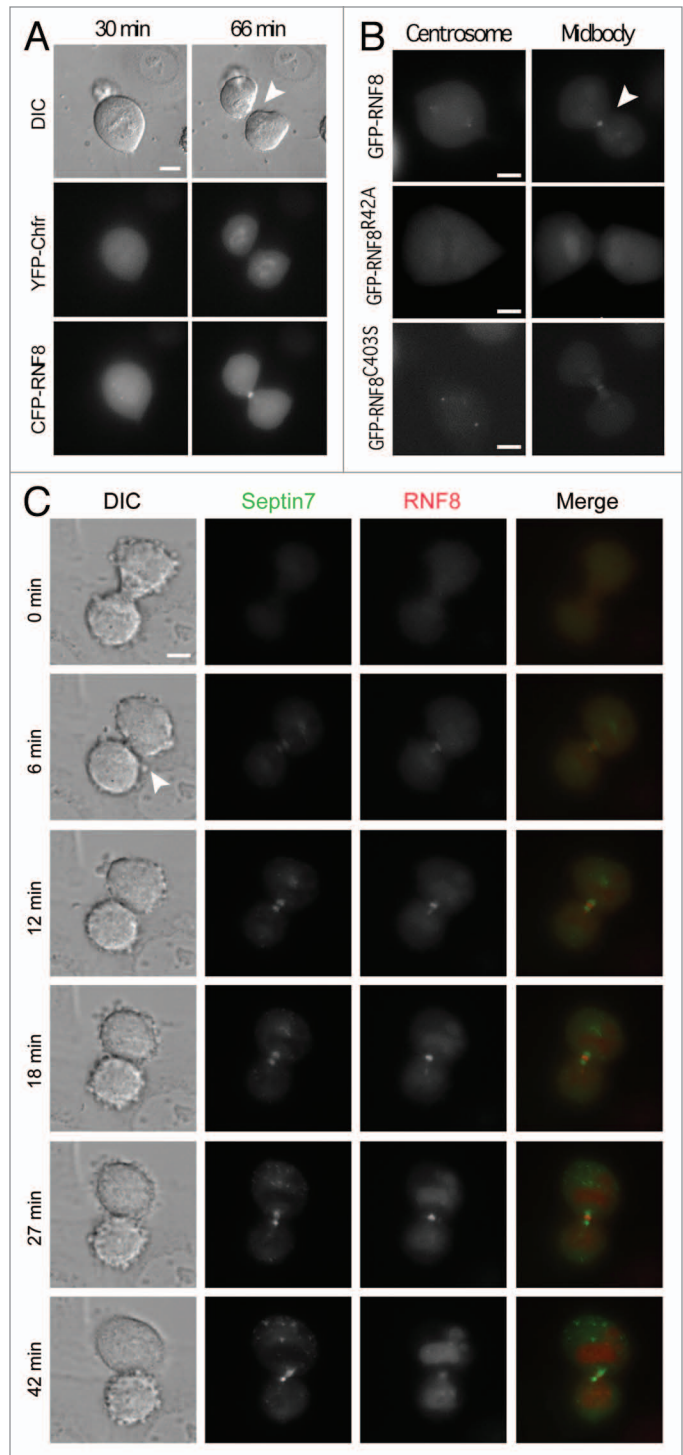 A
30 min 66 min
DIC
YFP-Chfr
CFP-RNF8
B
Centrosome Midbody
GFP-RNF8
GFP-RNF8R42A
GFP-RNF8C403S
C
DIC Septin7 RNF8 Merge
0 min
6 min
12 min
18 min
27 min
42 min